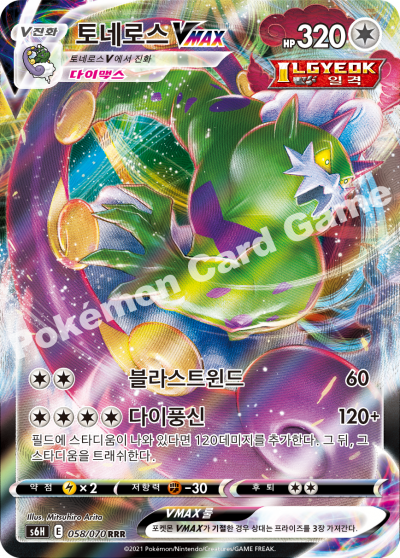 V진화
토네로스 VMAX
HP 320
토네로스V에서 진화
다이맥스
ILGYEOK
일격
Pokémon Card Game
블라스트윈드 60
다이풍신 120+
필드에 스타디움이 나와 있다면 120데미지를 추가한다. 그 뒤, 그
스타디움을 트래쉬한다.
약점 ×2 저항력 -30 후퇴
Illus. Mitsuhiro Arita
s6H E 058/070 RRR
VMAX 룰
포켓몬 VMAX가 기절한 경우 상대는 프라이즈를 3장 가져간다.
©2021 Pokémon/Nintendo/Creatures/GAME FREAK.